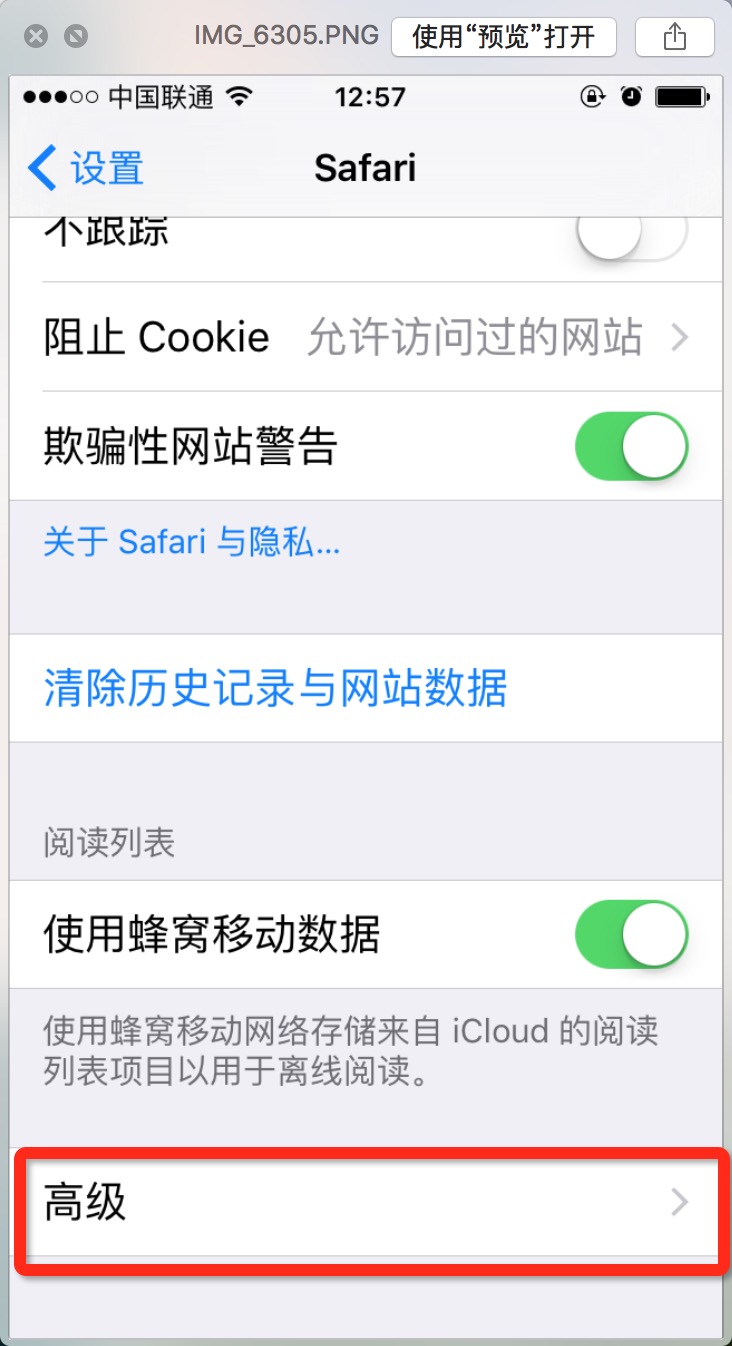 IMG_6305.PNG 使用“预览”打开
中国联通 12:57
设置 Safari
不跟踪
阻止 Cookie 允许访问过的网站
欺骗性网站警告
关于 Safari 与隐私...
清除历史记录与网站数据
阅读列表
使用蜂窝移动数据
使用蜂窝移动网络存储来自 iCloud 的阅读
列表项目以用于离线阅读。
高级